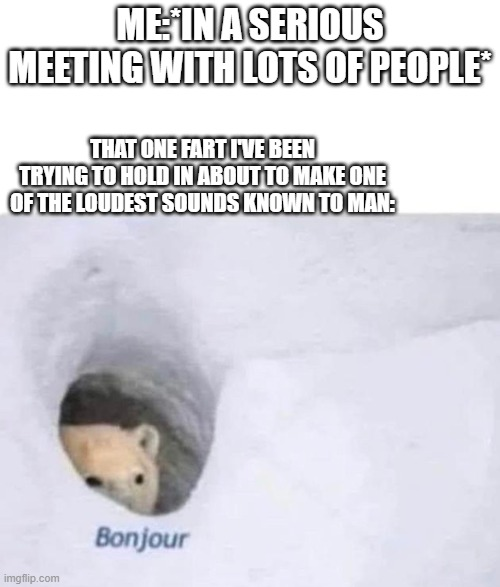 ME:*IN A SERIOUS
MEETING WITH LOTS OF PEOPLE*
THAT ONE FART I'VE BEEN
TRYING TO HOLD IN ABOUT TO MAKE ONE
OF THE LOUDEST SOUNDS KNOWN TO MAN:
Bonjour
imgflip.com